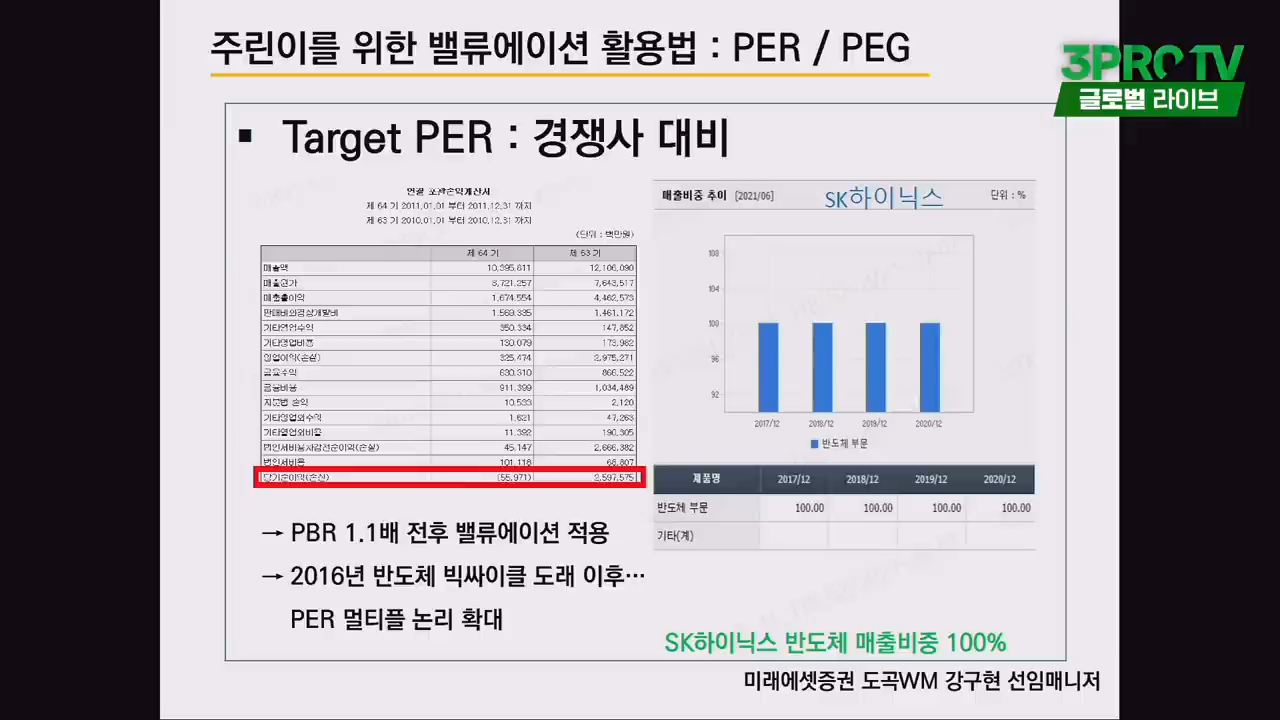 주린이를 위한 밸류에이션 활용법 : PER / PEG
3PROTV
글로벌 라이브
▪ Target PER : 경쟁사 대비
연결 포괄손익계산서
제 64 기 2011.01.01 부터 2011.12.31 까지
제 63 기 2010.01.01 부터 2010.12.31 까지
(단위 : 백만원)
제 64 기 제 63 기
매출액 10,395,811 12,106,090
매출원가 8,721,257 7,643,517
매출총이익 1,674,554 4,462,573
판매비와경상개발비 1,569,335 1,461,172
기타영업수익 350,334 147,852
기타영업비용 130,079 173,982
영업이익(손실) 325,474 2,975,271
금융수익 630,310 866,522
금융비용 911,399 1,034,489
지분법 손익 10,533 2,120
기타영업외수익 1,621 47,263
기타영업외비용 11,392 190,305
법인세비용차감전순이익(손실) 45,147 2,666,382
법인세비용 101,118 68,807
당기순이익(손실) (55,971) 2,597,575
매출비중 추이 [2021/06] SK하이닉스 단위 : %
108
104
100
96
92
2017/12 2018/12 2019/12 2020/12
반도체 부문
제품명 2017/12 2018/12 2019/12 2020/12
반도체 부문 100.00 100.00 100.00 100.00
기타(계)
→ PBR 1.1배 전후 밸류에이션 적용
→ 2016년 반도체 빅싸이클 도래 이후…
PER 멀티플 논리 확대
SK하이닉스 반도체 매출비중 100%
미래에셋증권 도곡WM 강구현 선임매니저